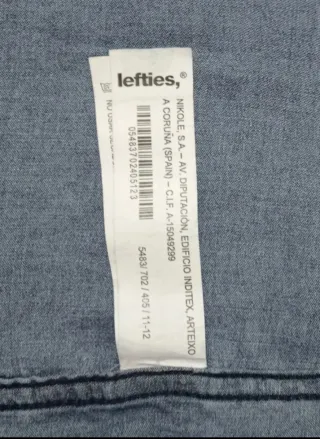 lefties,®
NIKOLE, S.A. – AV. DIPUTACIÓN, EDIFICIO INDITEX, ARTEIXO
A CORUÑA (SPAIN) – C.I.F. A-15049299
05483702405123
5483/ 702 / 405 / 11-12